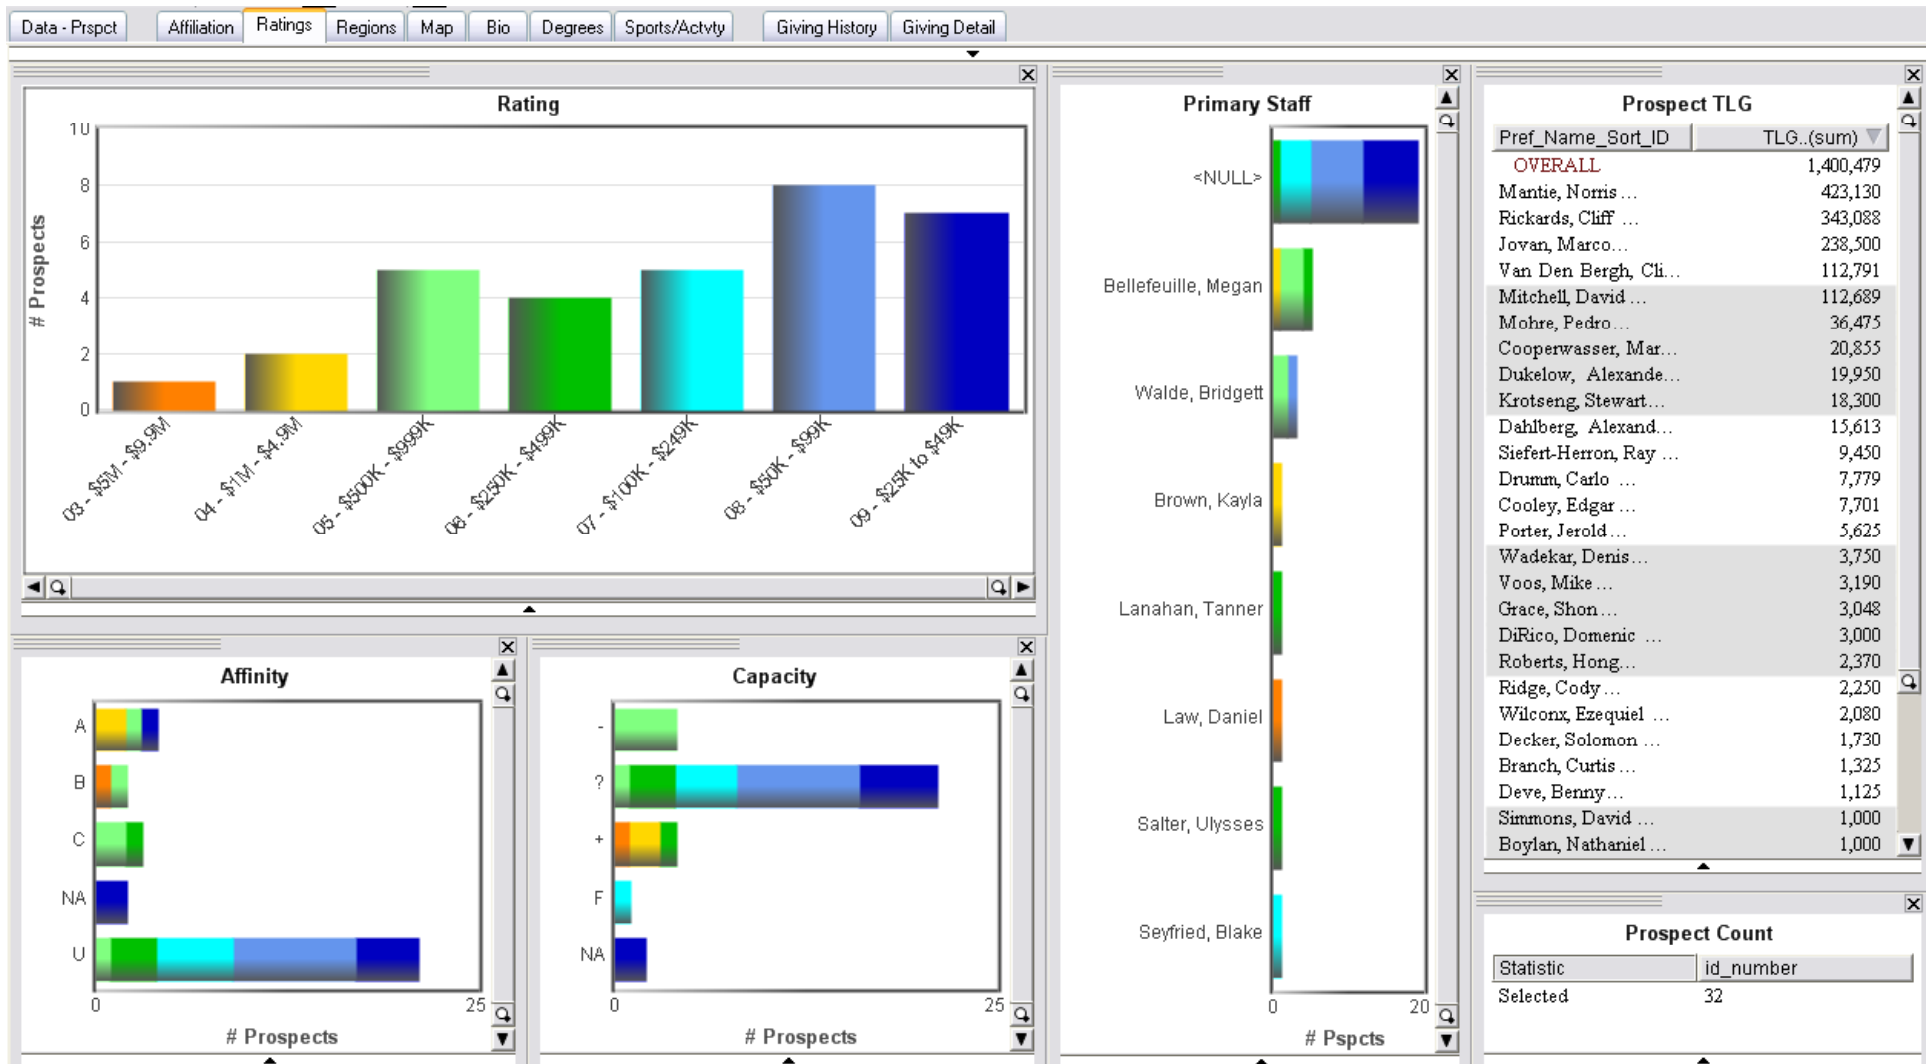 Data - Prspct Affiliation Ratings Regions Map Bio Degrees Sports/Actvty Giving History Giving Detail
Rating
# Prospects
10
8
6
4
2
0
03 - $5M - $9.9M
04 - $1M - $4.9M
05 - $500K - $999K
06 - $250K - $499K
07 - $100K - $249K
08 - $50K - $99K
09 - $25K to $49K
Affinity
A
B
C
NA
U
0 25
# Prospects
Capacity
-
?
+
F
NA
0 25
# Prospects
Primary Staff
<NULL>
Bellefeuille, Megan
Walde, Bridgett
Brown, Kayla
Lanahan, Tanner
Law, Daniel
Salter, Ulysses
Seyfried, Blake
0 20
# Pspcts
Prospect TLG
Pref_Name_Sort_ID TLG..(sum)
OVERALL 1,400,479
Mantie, Norris... 423,130
Rickards, Cliff ... 343,088
Jovan, Marco... 238,500
Van Den Bergh, Cli... 112,791
Mitchell, David ... 112,689
Mohre, Pedro... 36,475
Cooperwasser, Mar... 20,855
Dukelow, Alexande... 19,950
Krotseng, Stewart... 18,300
Dahlberg, Alexand... 15,613
Siefert-Herron, Ray ... 9,450
Drumm, Carlo ... 7,779
Cooley, Edgar ... 7,701
Porter, Jerold... 5,625
Wadekar, Denis... 3,750
Voos, Mike ... 3,190
Grace, Shon... 3,048
DiRico, Domenic ... 3,000
Roberts, Hong... 2,370
Ridge, Cody... 2,250
Wilconx, Ezequiel ... 2,080
Decker, Solomon ... 1,730
Branch, Curtis... 1,325
Deve, Benny... 1,125
Simmons, David ... 1,000
Boylan, Nathaniel ... 1,000
Prospect Count
Statistic id_number
Selected 32